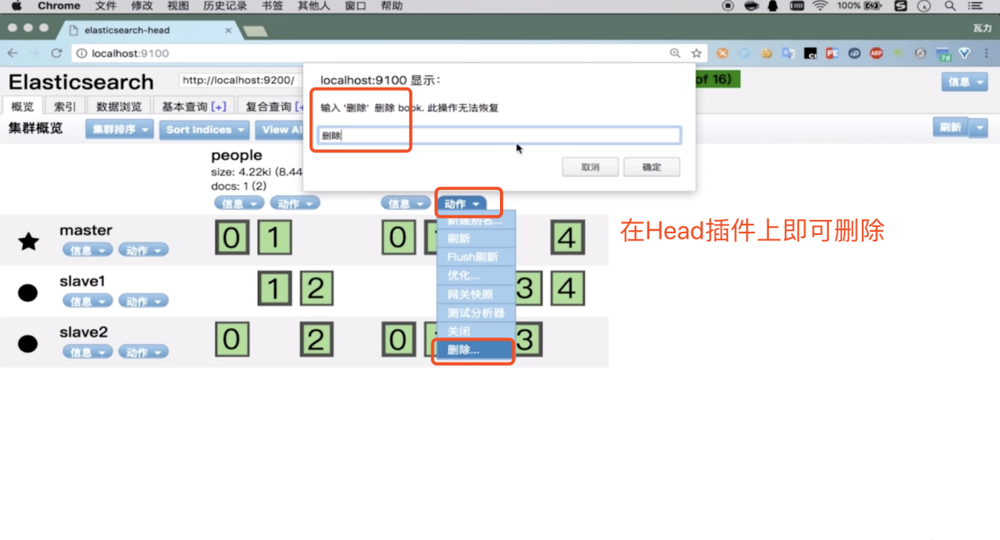 Chrome 文件 修改 视图 历史记录 书签 其他人 窗口 帮助 100%
elasticsearch-head × 瓦力
localhost:9100
Elasticsearch http://localhost:9200/ of 16) 信息
localhost:9100 显示：
输入 '删除' 删除 book. 此操作无法恢复
删除
取消 确定
概览 索引 数据浏览 基本查询 [+] 复合查询 [+
集群概览 集群排序 Sort Indices View Al 刷新
people
size: 4.22ki (8.44
docs: 1 (2)
信息 动作 信息 动作
新建别名...
刷新
Flush刷新
优化...
网关快照
测试分析器
关闭
删除...
在Head插件上即可删除
master 0 1 0 4
信息 动作
slave1 1 2 3 4
信息 动作
slave2 0 2 0 3
信息 动作